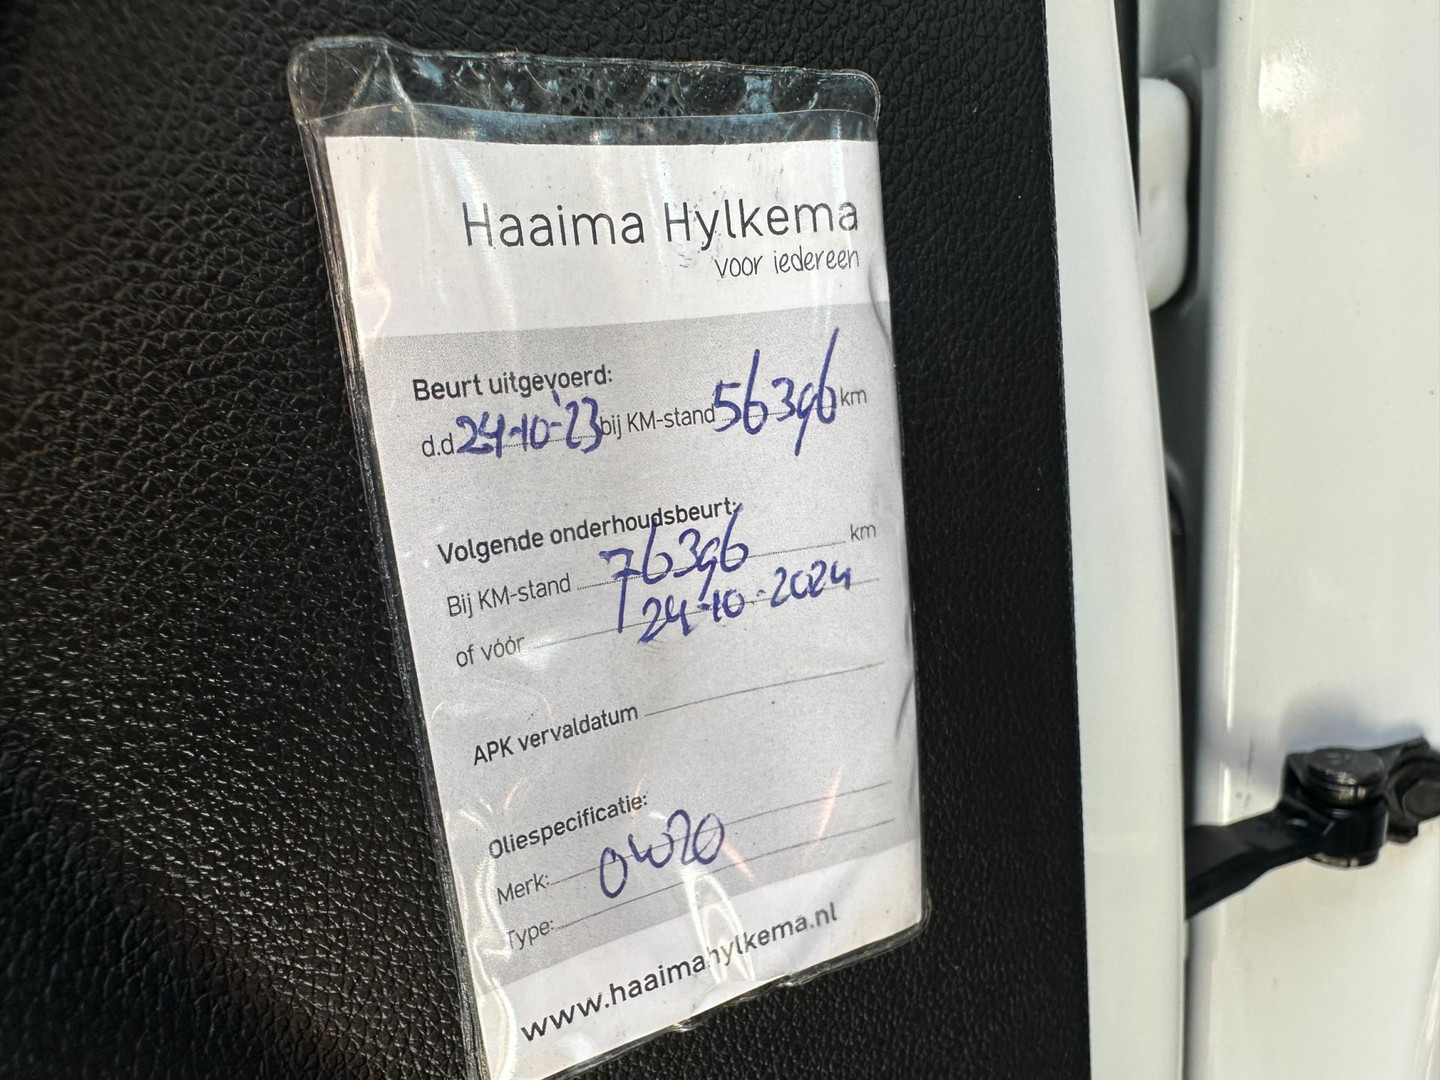 Haaima Hylkema
voor iedereen
Beurt uitgevoerd:
d.d 24-10-'23 bij KM-stand 56396 km
Volgende onderhoudsbeurt:
Bij KM-stand 76396 km
of vóór 24-10-2024
APK vervaldatum
Oliespecificatie:
Merk: 0W20
Type:
www.haaimahylkema.nl